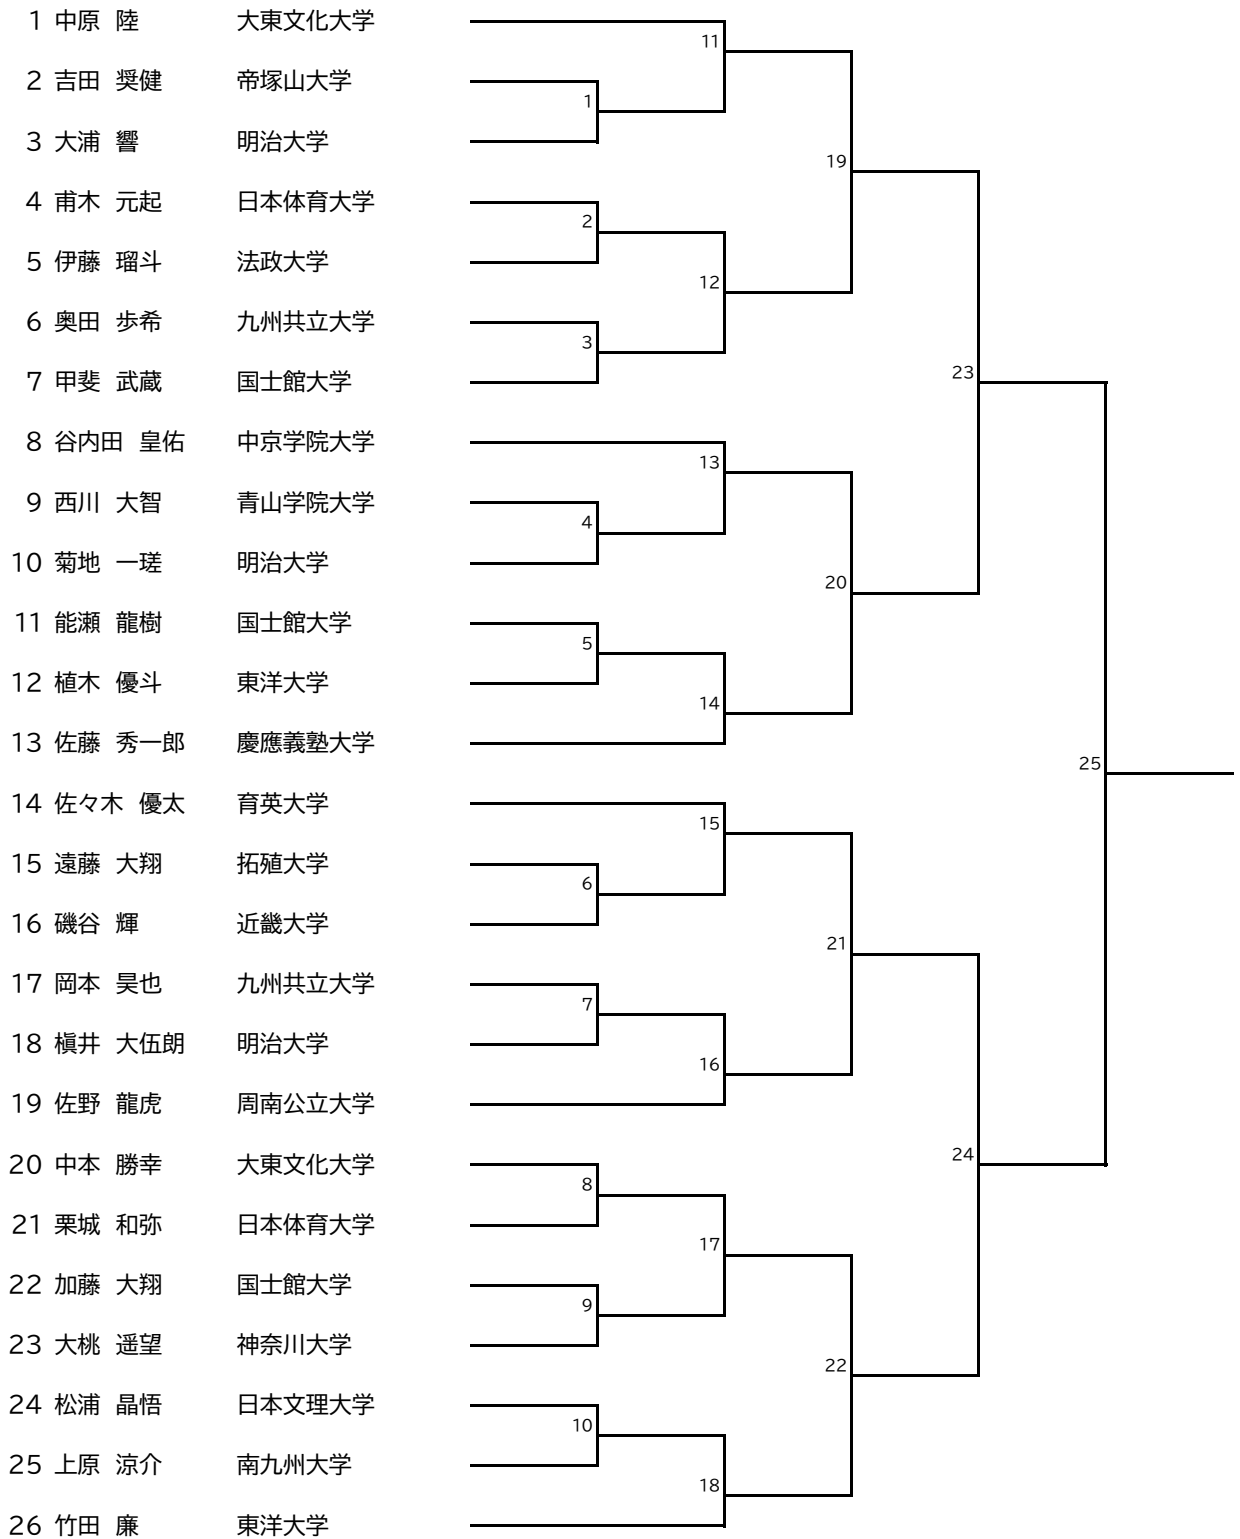 1 中原 陸 大東文化大学
11
2 吉田 奨健 帝塚山大学
1
3 大浦 響 明治大学
19
4 甫木 元起 日本体育大学
2
5 伊藤 瑠斗 法政大学
12
6 奥田 歩希 九州共立大学
3
7 甲斐 武蔵 国士館大学
23
8 谷内田 皇佑 中京学院大学
13
9 西川 大智 青山学院大学
4
10 菊地 一瑳 明治大学
20
11 能瀬 龍樹 国士館大学
5
12 植木 優斗 東洋大学
14
13 佐藤 秀一郎 慶應義塾大学
25
14 佐々木 優太 育英大学
15
15 遠藤 大翔 拓殖大学
6
16 磯谷 輝 近畿大学
21
17 岡本 昊也 九州共立大学
7
18 槇井 大伍朗 明治大学
16
19 佐野 龍虎 周南公立大学
24
20 中本 勝幸 大東文化大学
8
21 栗城 和弥 日本体育大学
17
22 加藤 大翔 国士館大学
9
23 大桃 遥望 神奈川大学
22
24 松浦 晶悟 日本文理大学
10
25 上原 涼介 南九州大学
18
26 竹田 廉 東洋大学